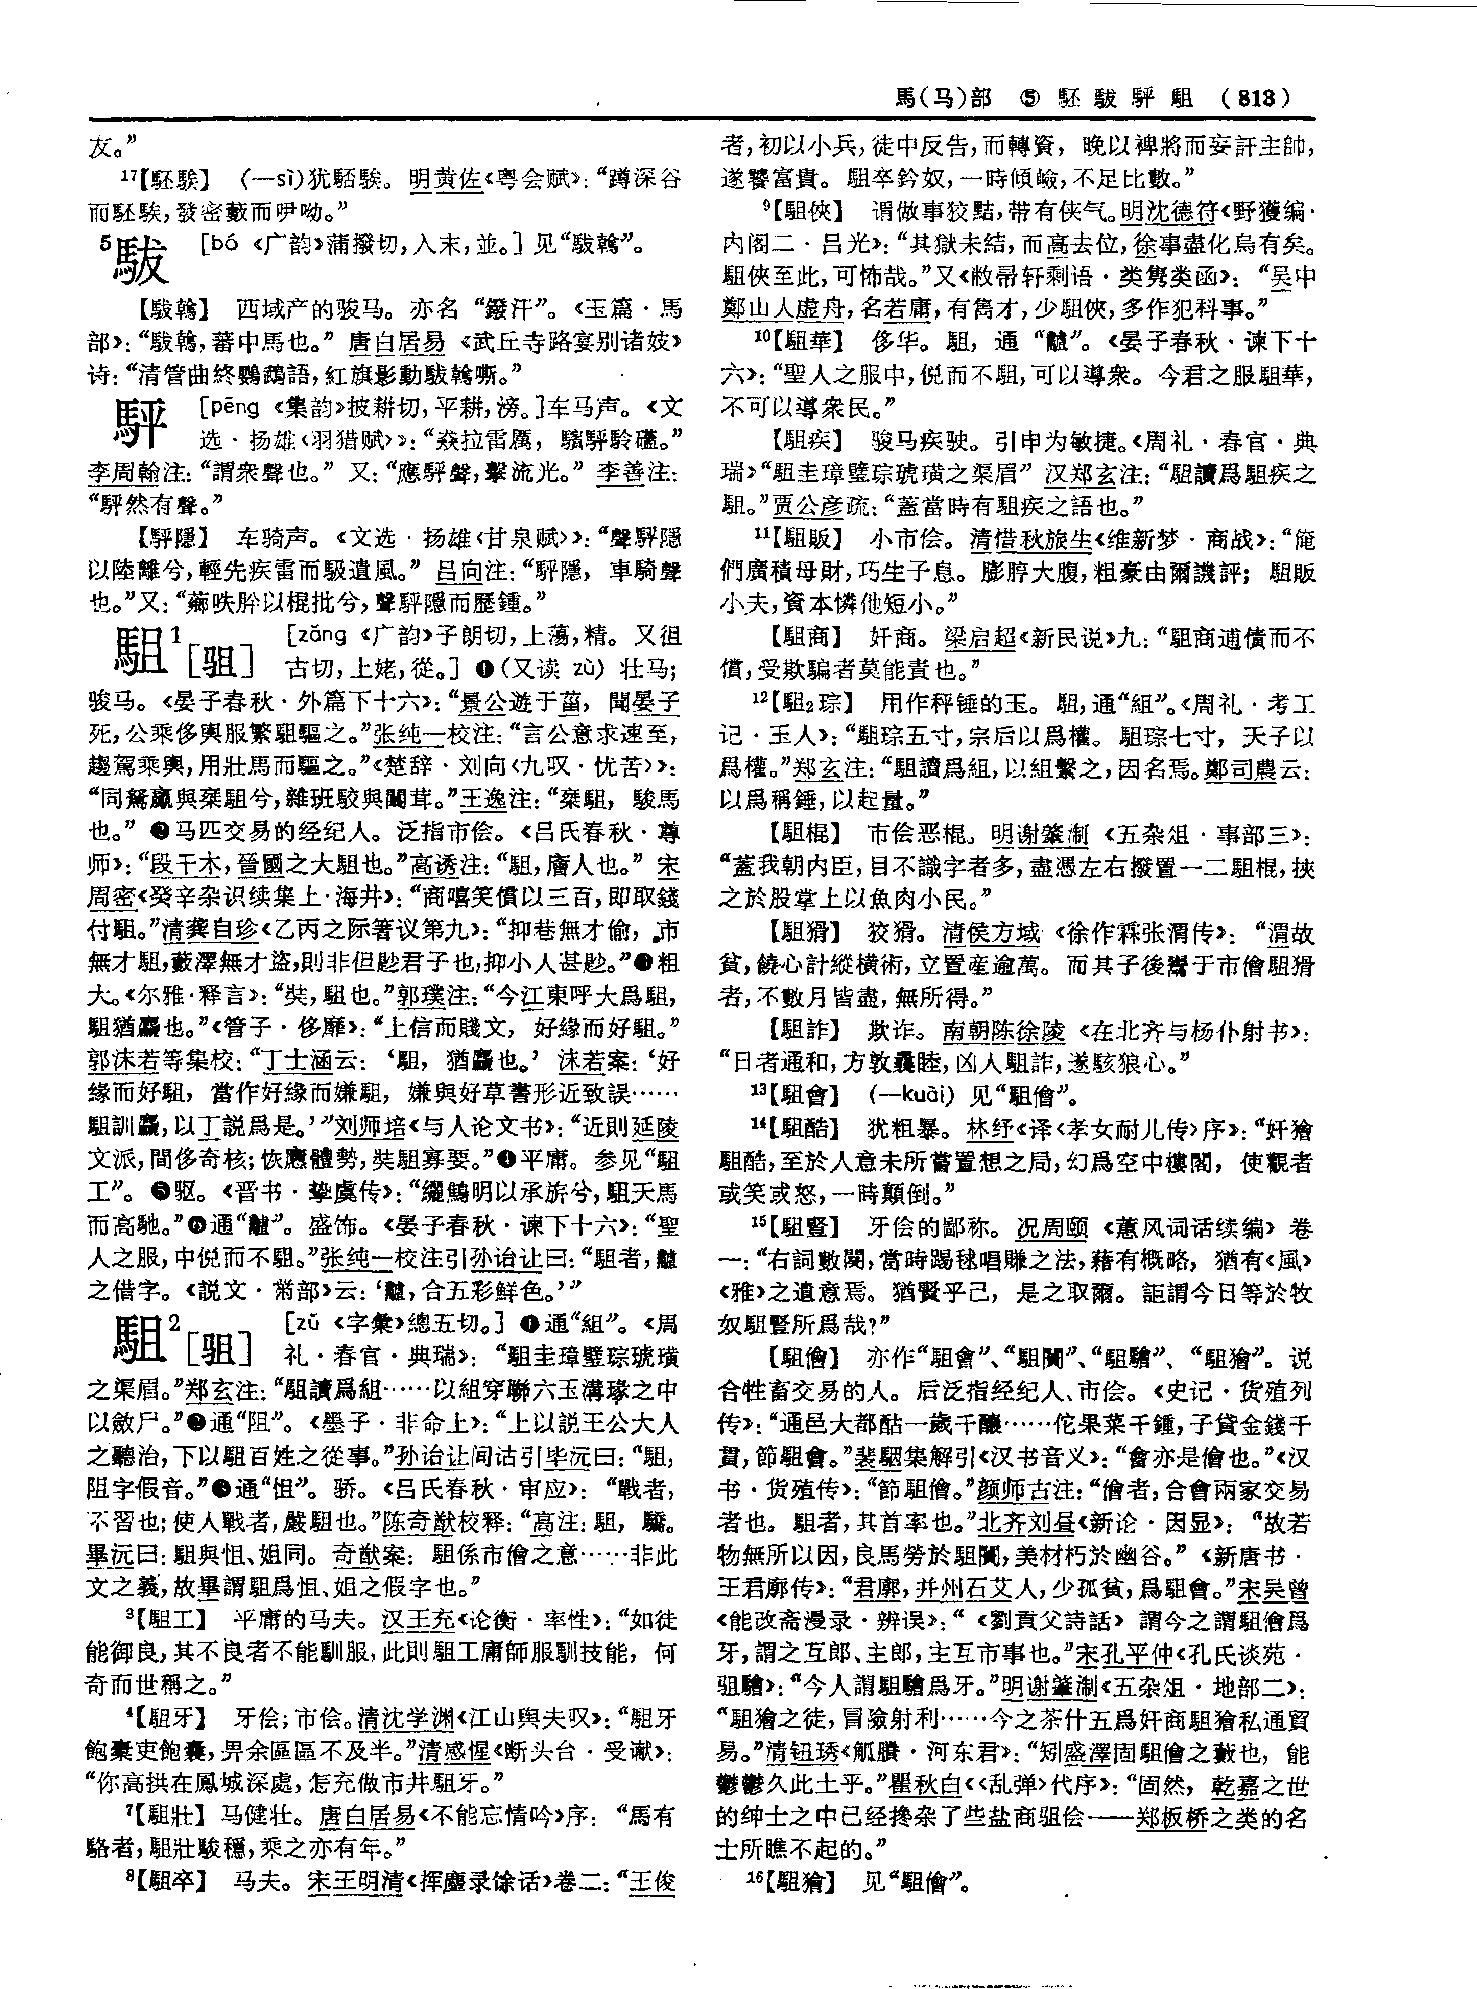 馬(马)部 ⑤ 駓 駊 駍 駔 (813)
友。”
17【駓騃】 (—sì)犹駋騃。明黄佐《粤会赋》:“蹲深谷
而駓騃,發密藪而吚呦。”
5 [bó 《广韵》蒲撥切,入末,並。] 见“䮂䮧”。
西域产的骏马。亦名“鏺汗”。《玉篇·馬
部》: 蕃中馬也。”唐白居易《武丘寺路宴别诸妓》
诗:“清管曲終鸚鵡語,紅旗影動 嘶。”
駍 [pēng 《集韵》披耕切,平耕,滂。]车马声。《文
选·扬雄〈羽猎赋〉》:“猋拉雷厲,驞駍駖礚。”
李周翰注:“謂衆聲也。”又:“應駍聲,擊流光。”李善注:
“駍然有聲。”
【駍隱】 车骑声。《文选·扬雄〈甘泉赋〉》:“聲駍隱
以陸離兮,輕先疾雷而馺遺風。”吕向注:“駍隱,車騎聲
也。”又:“薌呹肸以棍批兮,聲駍隱而歷鍾。”
駔1[驵] [zǎng 《广韵》子朗切,上蕩,精。又徂
古切,上姥,從。] ❶(又读 zù) 壮马;
骏马。《晏子春秋·外篇下十六》:“景公遊于菑,聞晏子
死,公乘侈輿服繁駔驅之。”张纯一校注:“言公意求速至,
趨駕乘輿,用壯馬而驅之。”《楚辞·刘向〈九叹·忧苦〉》:
“同駑驘與椉駔兮,雜班駮與闒茸。”王逸注:“椉駔,駿馬
也。” ❷马匹交易的经纪人。泛指市侩。《吕氏春秋·尊
师》:“段干木,晉國之大駔也。”高诱注:“駔,儈人也。”宋
周密《癸辛杂识续集上·海井》:“商嘻笑償以三百,即取錢
付駔。”清龚自珍《乙丙之际箸议第九》:“抑巷無才偷,市
無才駔,藪澤無才盜,則非但尟君子也,抑小人甚尟。”❸粗
大。《尔雅·释言》:“奘,駔也。”郭璞注:“今江東呼大爲駔,
駔猶麤也。”《管子·侈靡》:“上信而賤文,好緣而好駔。”
郭沫若等集校:“丁士涵云:‘駔,猶麤也。’沫若案:‘好
緣而好駔,當作好緣而嫌駔,嫌與好草書形近致誤……
駔訓麤,以丁説爲是。’”刘师培《与人论文书》:“近則延陵
文派,間侈奇核;恢應體勢,奘駔寡要。”❹平庸。参见“駔
工”。❺驱。《晋书·挚虞传》:“纚鷦明以承旂兮,駔天馬
而高馳。”❻通“黼”。盛饰。《晏子春秋·谏下十六》:“聖
人之服,中侻而不駔。”张纯一校注引孙诒让曰:“駔者,
之借字。《説文·黹部》云: 合五彩鮮色。’”
駔2[驵] [zǔ 《字彙》總五切。] ❶通“組”。《周
礼·春官·典瑞》:“駔圭璋璧琮琥璜
之渠眉。”郑玄注:“駔讀爲組……以組穿聯六玉溝瑑之中
以斂尸。”❷通“阻”。《墨子·非命上》:“上以説王公大人
之聽治,下以駔百姓之從事。”孙诒让间诂引毕沅曰:“駔,
阻字假音。”❸通“怚”。骄。《吕氏春秋·审应》:“戰者,
不習也;使人戰者,嚴駔也。”陈奇猷校释:“高注:駔,驕。
畢沅曰:駔與怚、姐同。奇猷案:駔係市儈之意……非此
文之義,故畢謂駔爲怚、姐之假字也。”
3【駔工】 平庸的马夫。汉王充《论衡·率性》:“如徒
能御良,其不良者不能馴服,此則駔工庸師服馴技能,何
奇而世稱之。”
4【駔牙】 牙侩;市侩。清沈学渊《江山舆夫叹》:“駔牙
飽橐吏飽囊,畀余區區不及半。”清感惺《断头台·受谳》:
“你高拱在鳳城深處,怎充做市井駔牙。”
7【駔壯】马健壮。唐白居易《不能忘情吟》序:“馬有
駱者,駔壯駿穩,乘之亦有年。”
8【駔卒】 马夫。宋王明清《挥麈录馀话》卷二:“王俊
者,初以小兵,徒中反告,而轉資,晚以裨將而妄訐主帥,
遂饕富貴。駔卒鈐奴,一時傾嶮,不足比數。”
9【駔俠】 谓做事狡黠,带有侠气。明沈德符《野獲编·
内阁二·吕光》:“其獄未結,而高去位,徐事盡化烏有矣。
駔俠至此,可怖哉。”又《敝帚轩剩语·类隽类函》:“吴中
鄭山人虚舟,名若庸,有雋才,少駔俠,多作犯科事。”
10【駔華】 侈华。駔,通 《晏子春秋·谏下十
六》:“聖人之服中,侻而不駔,可以導衆。今君之服駔華,
不可以導衆民。”
【駔疾】 骏马疾驶。引申为敏捷。《周礼·春官·典
瑞》“駔圭璋璧琮琥璜之渠眉”汉郑玄注:“駔讀爲駔疾之
駔。”贾公彦疏:“蓋當時有駔疾之語也。”
11【駔販】 小市侩。清惜秋旅生《维新梦·商战》:“俺
們廣積母財,巧生子息。膨脝大腹,粗豪由爾譏評;駔販
小夫,資本憐他短小。”
【駔商】 奸商。梁启超《新民说》九:“駔商逋債而不
償,受欺騙者莫能責也。”
12【駔2琮】 用作秤锤的玉。駔,通“組”。《周礼·考工
记·玉人》:“駔琮五寸,宗后以爲權。駔琮七寸,天子以
爲權。”郑玄注:“駔讀爲組,以組繫之,因名焉。鄭司農云:
以爲稱錘,以起量。”
【駔棍】 市侩恶棍。明谢肇淛《五杂俎·事部三》:
“蓋我朝内臣,目不識字者多,盡憑左右撥置一二駔棍,挾
之於股掌上以魚肉小民。”
【駔猾】 狡猾。清侯方域《徐作霖张渭传》:“渭故
貧,饒心計縱横術,立置産逾萬。而其子後鬻于市儈駔猾
者,不數月皆盡,無所得。”
【駔詐】 欺诈。南朝陈徐陵《在北齐与杨仆射书》:
“日者通和,方敦曩睦,凶人駔詐,遂駭狼心。”
13【駔會】 (—kuài) 见“駔儈”。
14【駔酷】 犹粗暴。林纾《译〈孝女耐儿传〉序》:“奸獪
駔酷,至於人意未所嘗置想之局,幻爲空中樓閣,使觀者
或笑或怒,一時顛倒。”
15【駔豎】 牙侩的鄙称。况周颐《蕙风词话续编》卷
一:“右詞數闋,當時踢毬唱賺之法,藉有概略,猶有《風》
《雅》之遺意焉。猶賢乎己,是之取爾。詎謂今日等於牧
奴駔豎所爲哉?”
【駔儈】 亦作“駔會”、“駔闠”、“駔驓”、“駔獪”。说
合牲畜交易的人。后泛指经纪人、市侩。《史记·货殖列
传》:“通邑大都酤一歲千釀……佗果菜千鍾,子貸金錢千
貫,節駔會。”裴駰集解引《汉书音义》:“會亦是儈也。”《汉
书·货殖传》:“節駔儈。”颜师古注:“儈者,合會兩家交易
者也。駔者,其首率也。”北齐刘昼《新论·因显》:“故若
物無所以因,良馬勞於駔闠,美材朽於幽谷。”《新唐书·
王君廓传》:“君廓,并州石艾人,少孤貧,爲駔會。”宋吴曾
《能改斋漫录·辨误》:“《劉貢父詩話》謂今之謂駔儈爲
牙,謂之互郎、主郎,主互市事也。”宋孔平仲《孔氏谈苑·
驵 》:“今人謂駔 爲牙。”明谢肇淛《五杂俎·地部二》:
“駔獪之徒,冒險射利……今之茶什五爲奸商駔獪私通貿
易。”清钮琇《觚賸·河东君》:“矧盛澤固駔儈之藪也,能
鬱鬱久此土乎。”瞿秋白《〈乱弹〉代序》:“固然,乾嘉之世
的绅士之中已经搀杂了些盐商驵侩——郑板桥之类的名
士所瞧不起的。”
16【駔獪】 见“駔儈”。